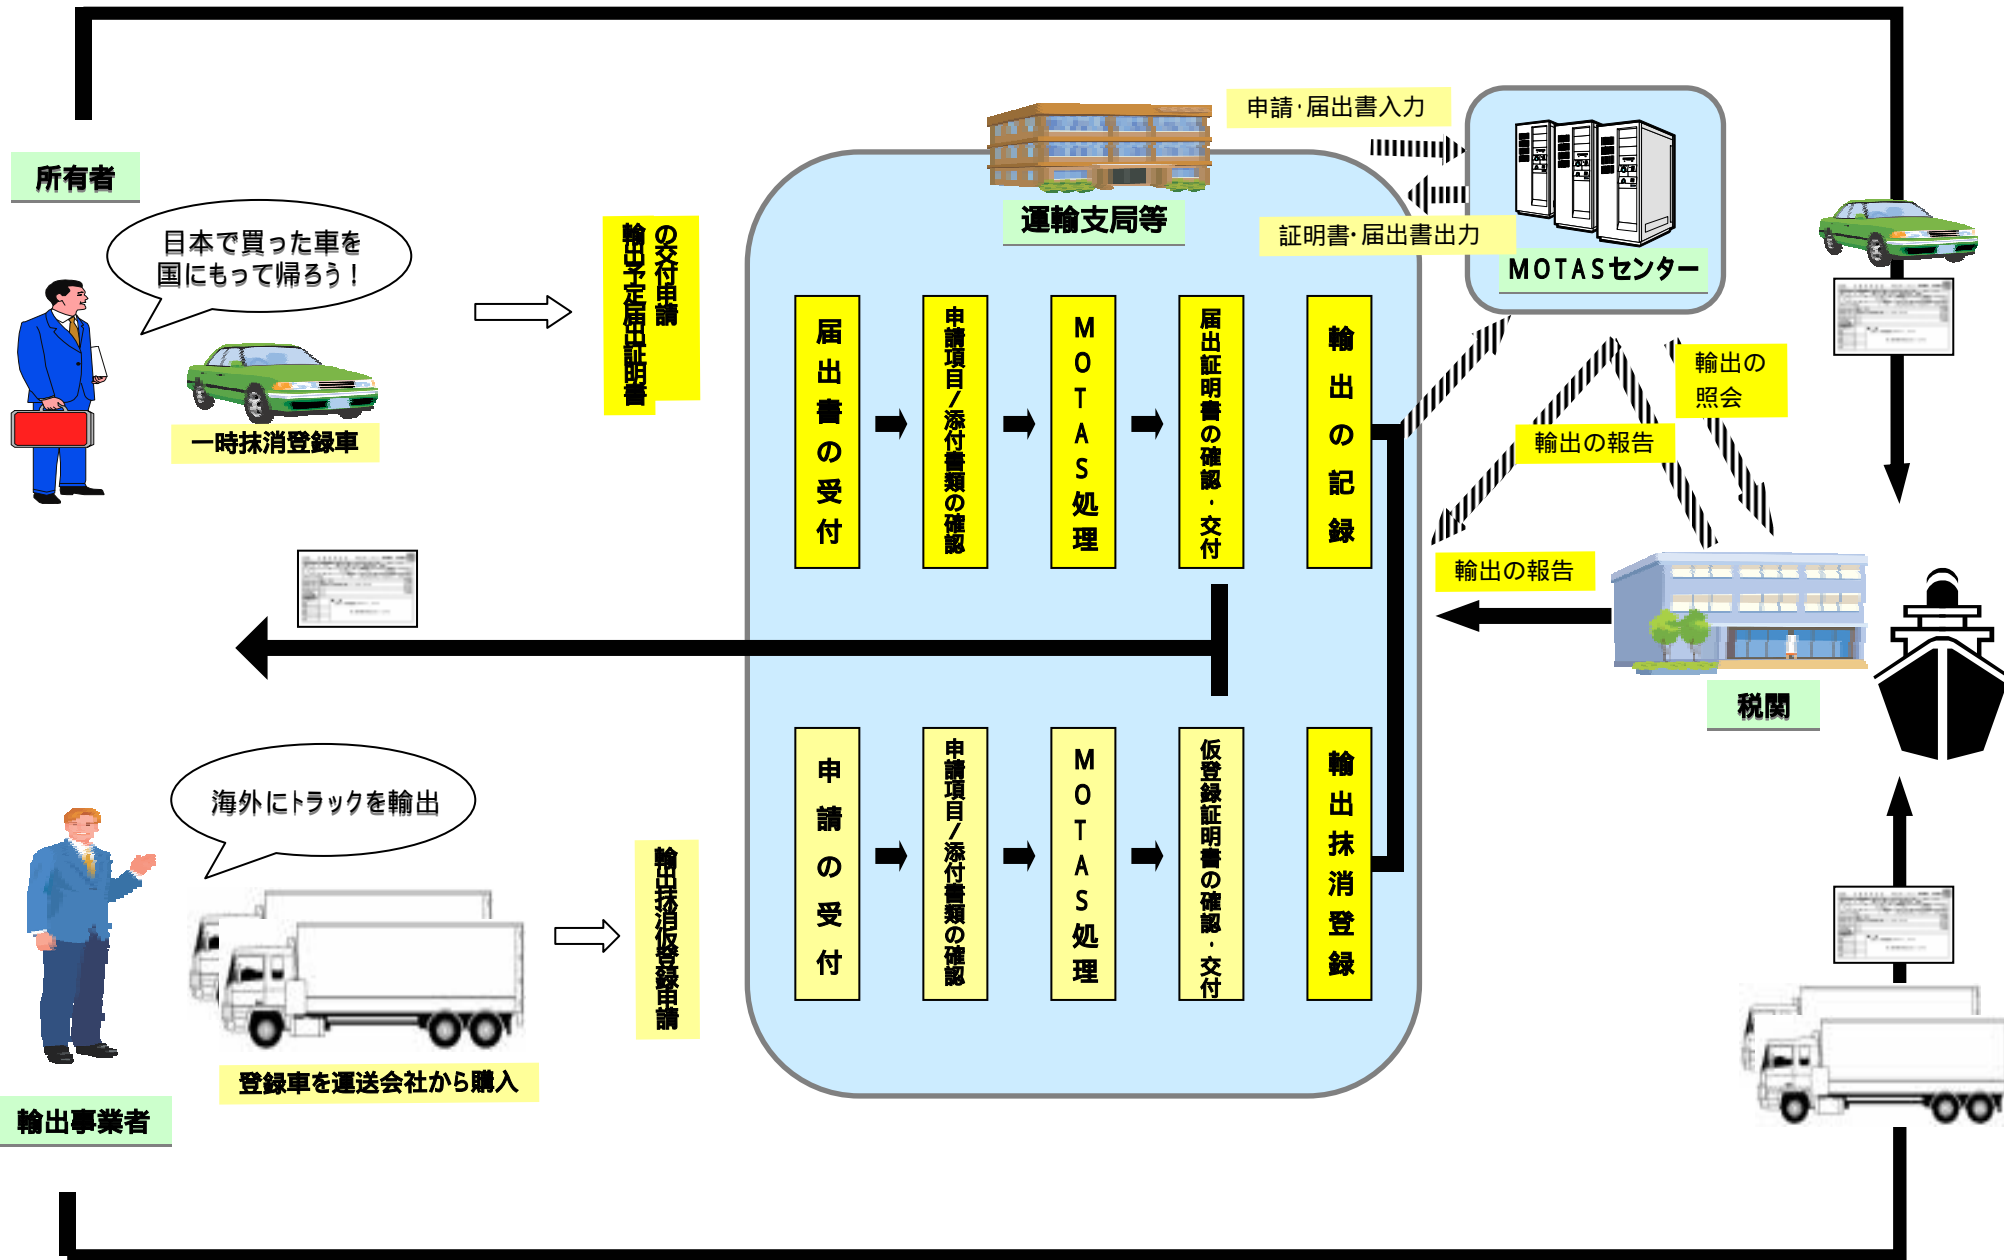 所有者
日本で買った車を
国にもって帰ろう！
一時抹消登録車
輸出予定届出証明書
の交付申請
運輸支局等
申請・届出書入力
証明書・届出書出力
MOTASセンター
届出書の受付
申請項目/添付書類の確認
MOTAS処理
届出証明書の確認・交付
輸出の記録
輸出の
照会
輸出の報告
輸出の報告
税関
海外にトラックを輸出
登録車を運送会社から購入
輸出事業者
輸出抹消仮登録申請
申請の受付
申請項目/添付書類の確認
MOTAS処理
仮登録証明書の確認・交付
輸出抹消登録